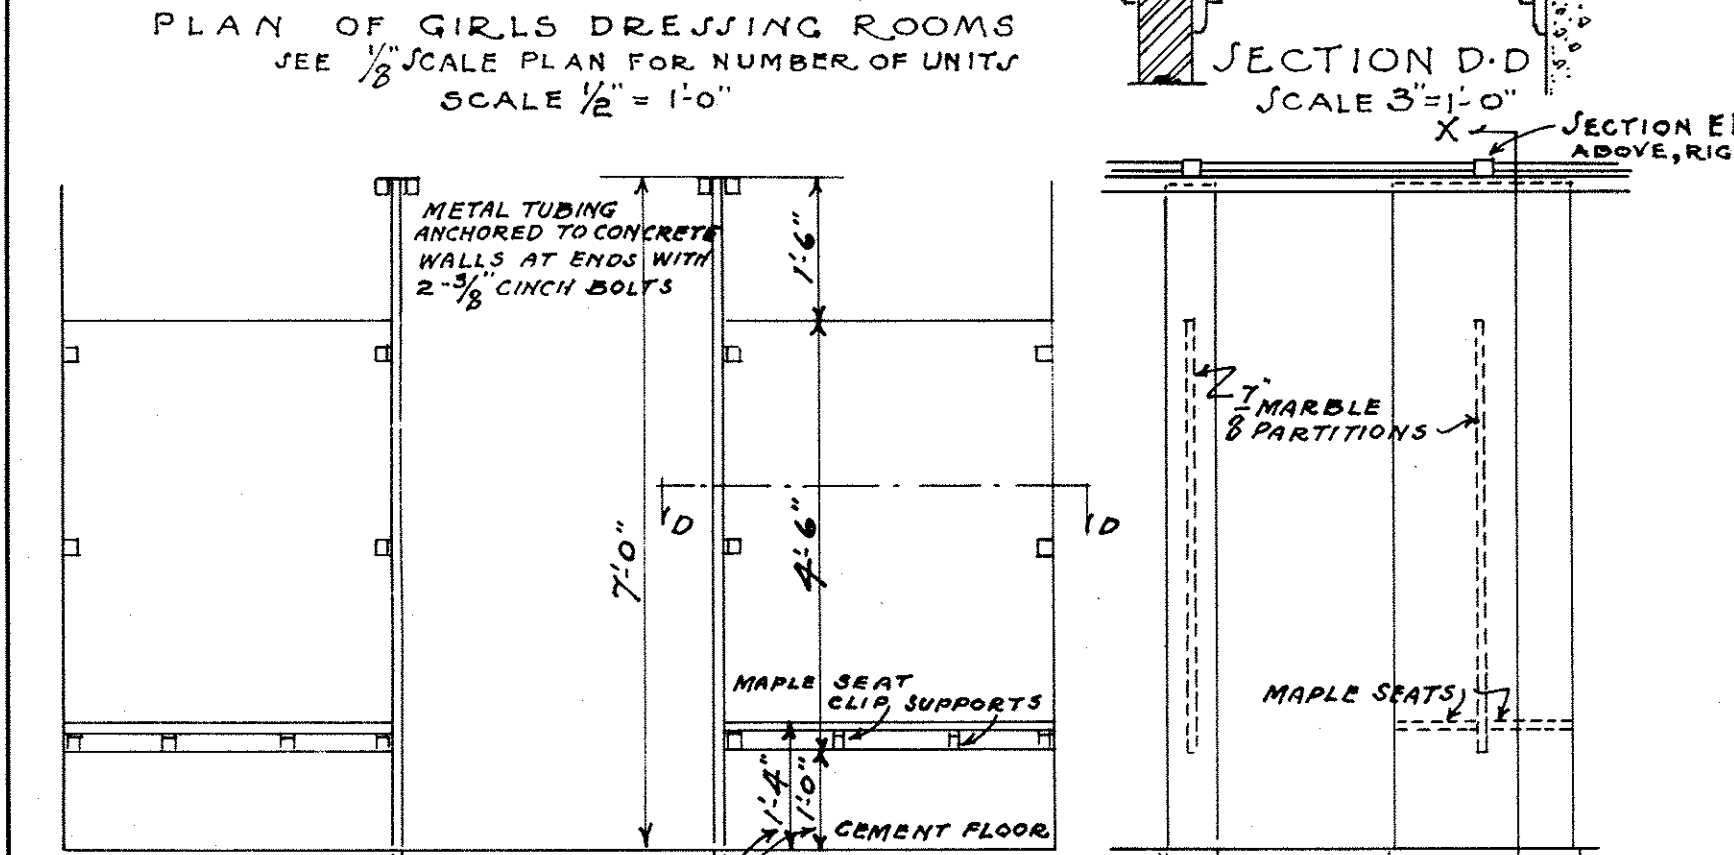 PLAN OF GIRLS DRESSING ROOMS
SEE 1/8" SCALE PLAN FOR NUMBER OF UNITS
SCALE 1/2" = 1'-0"
SECTION D·D
SCALE 3"=1'-0"
X
SECTION E
ABOVE, RIG
METAL TUBING
ANCHORED TO CONCRETE
WALLS AT ENDS WITH
2-3/8" CINCH BOLTS
1'-6"
7/8" MARBLE
PARTITIONS
D
D
7'-0"
4'-6"
MAPLE SEAT
CLIP SUPPORTS
MAPLE SEATS
1'-4"
1'-0"
CEMENT FLOOR